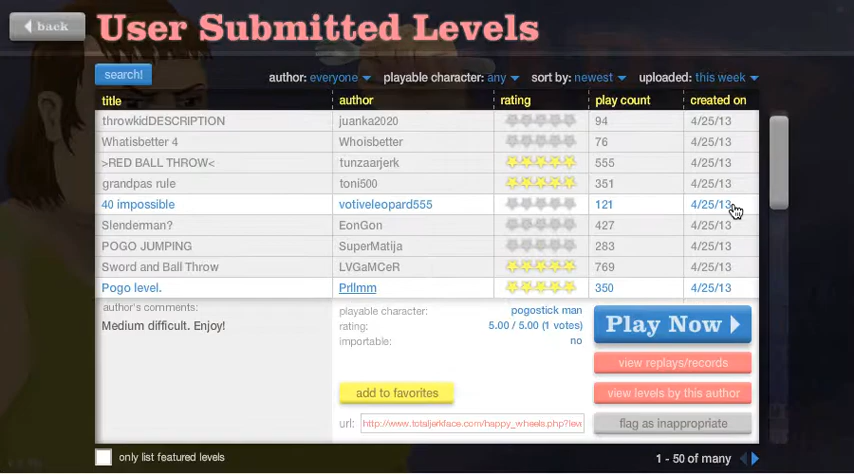 back
User Submitted Levels
search!
author: everyone playable character: any sort by: newest uploaded: this week
title author rating play count created on
throwkidDESCRIPTION juanka2020 94 4/25/13
Whatisbetter 4 Whoisbetter 76 4/25/13
>RED BALL THROW< tunzaarjerk 555 4/25/13
grandpas rule toni500 351 4/25/13
40 impossible votiveleopard555 121 4/25/13
Slenderman? EonGon 427 4/25/13
POGO JUMPING SuperMatija 283 4/25/13
Sword and Ball Throw LVGaMCeR 769 4/25/13
Pogo level. Prllmm 350 4/25/13
author's comments:
Medium difficult. Enjoy!
playable character: pogostick man
rating: 5.00 / 5.00 (1 votes)
importable: no
Play Now
view replays/records
add to favorites
view levels by this author
url: http://www.totaljerkface.com/happy_wheels.php?lev
flag as inappropriate
only list featured levels
1 - 50 of many